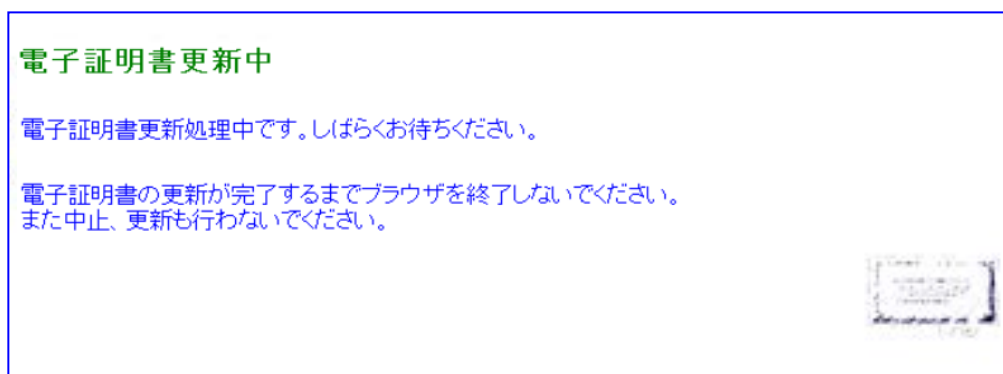 電子証明書更新中
電子証明書更新処理中です。しばらくお待ちください。
電子証明書の更新が完了するまでブラウザを終了しないでください。
また中止、更新も行わないでください。